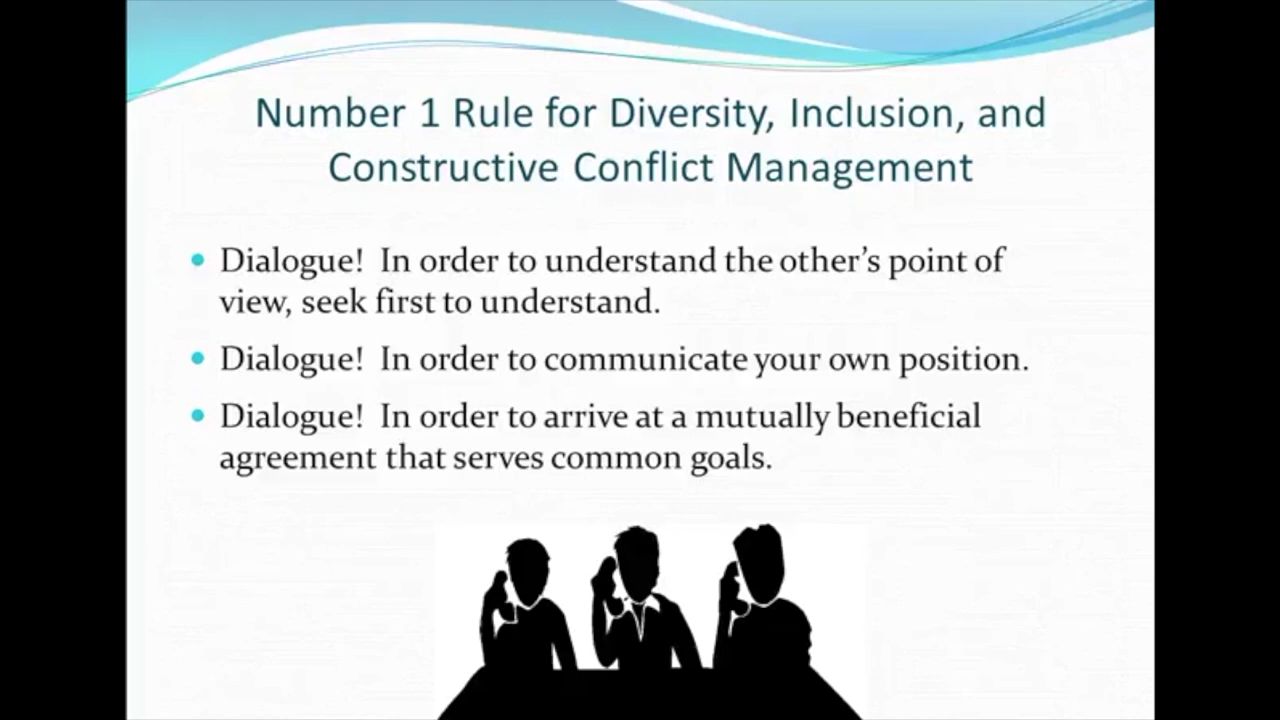 Number 1 Rule for Diversity, Inclusion, and
Constructive Conflict Management
• Dialogue!  In order to understand the other’s point of
view, seek first to understand.
• Dialogue!  In order to communicate your own position.
• Dialogue!  In order to arrive at a mutually beneficial
agreement that serves common goals.